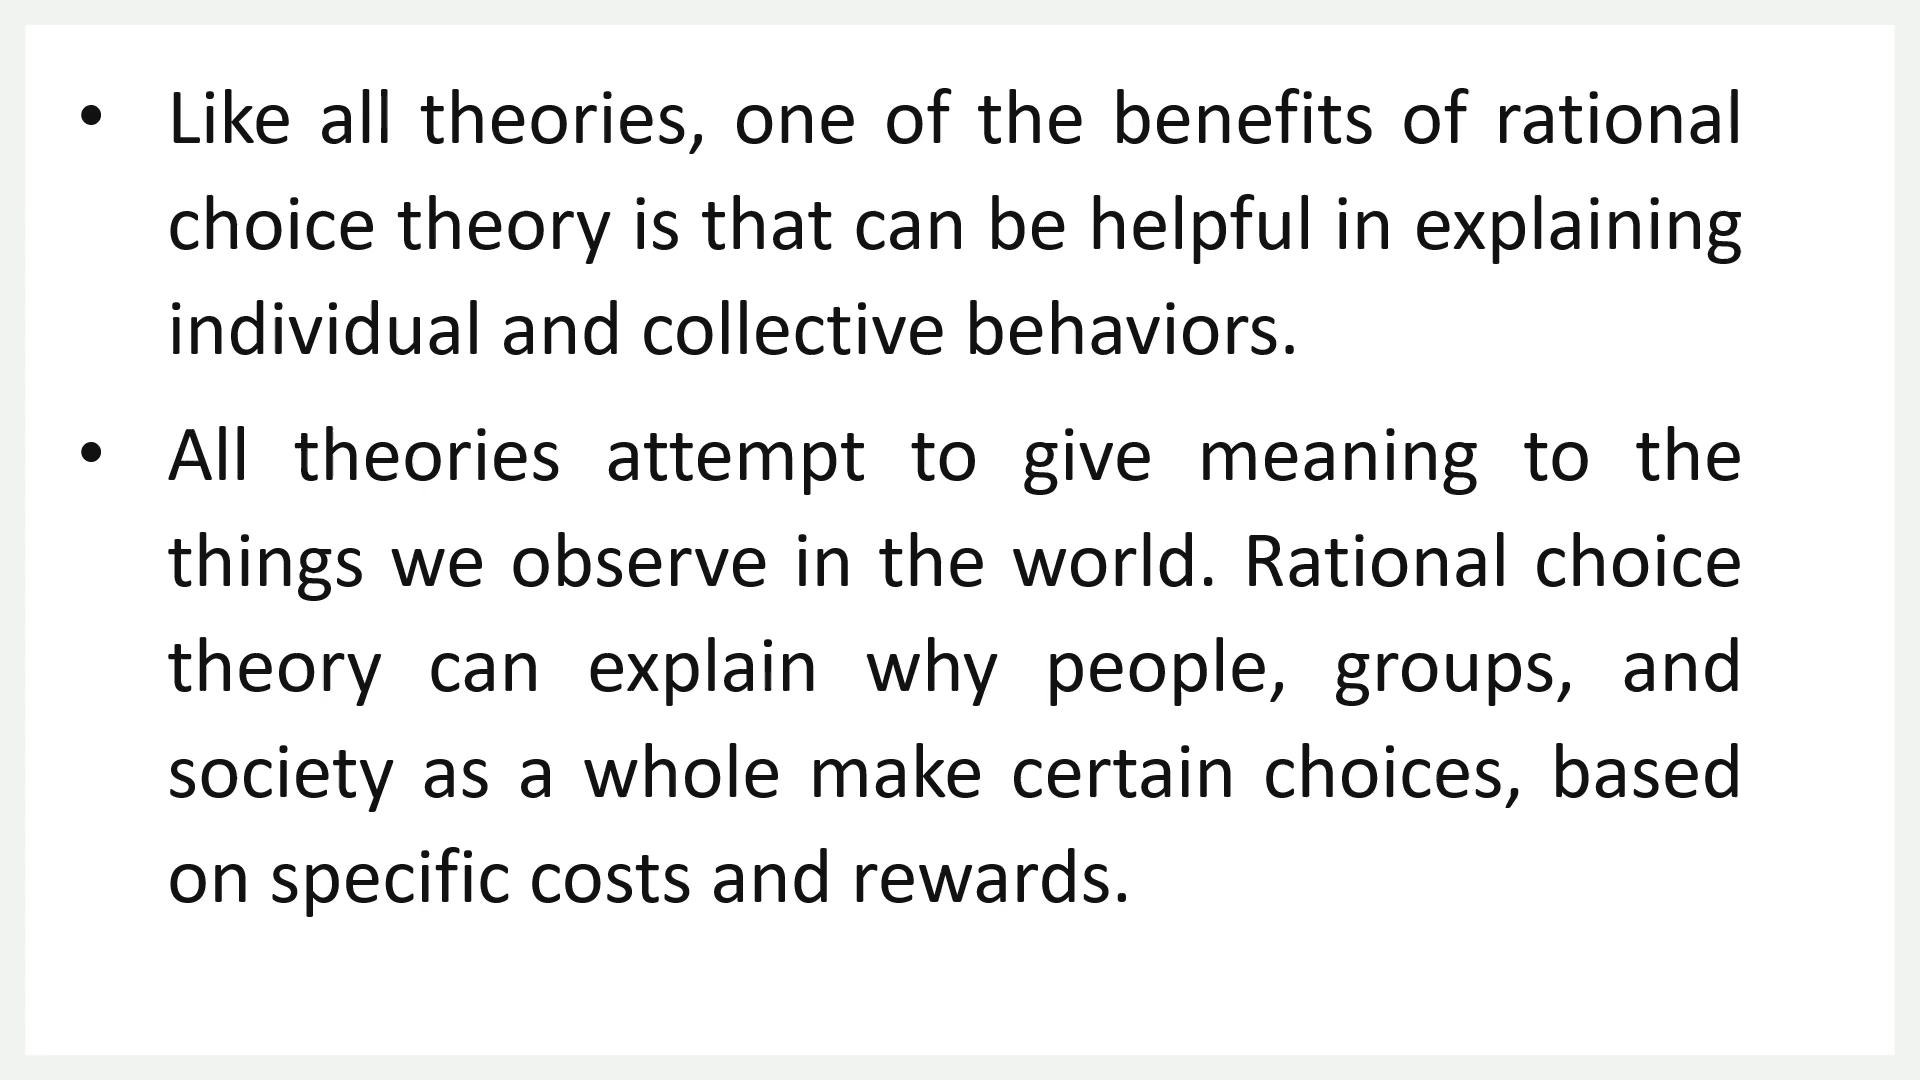 • Like all theories, one of the benefits of rational
choice theory is that can be helpful in explaining
individual and collective behaviors.
• All theories attempt to give meaning to the
things we observe in the world. Rational choice
theory can explain why people, groups, and
society as a whole make certain choices, based
on specific costs and rewards.